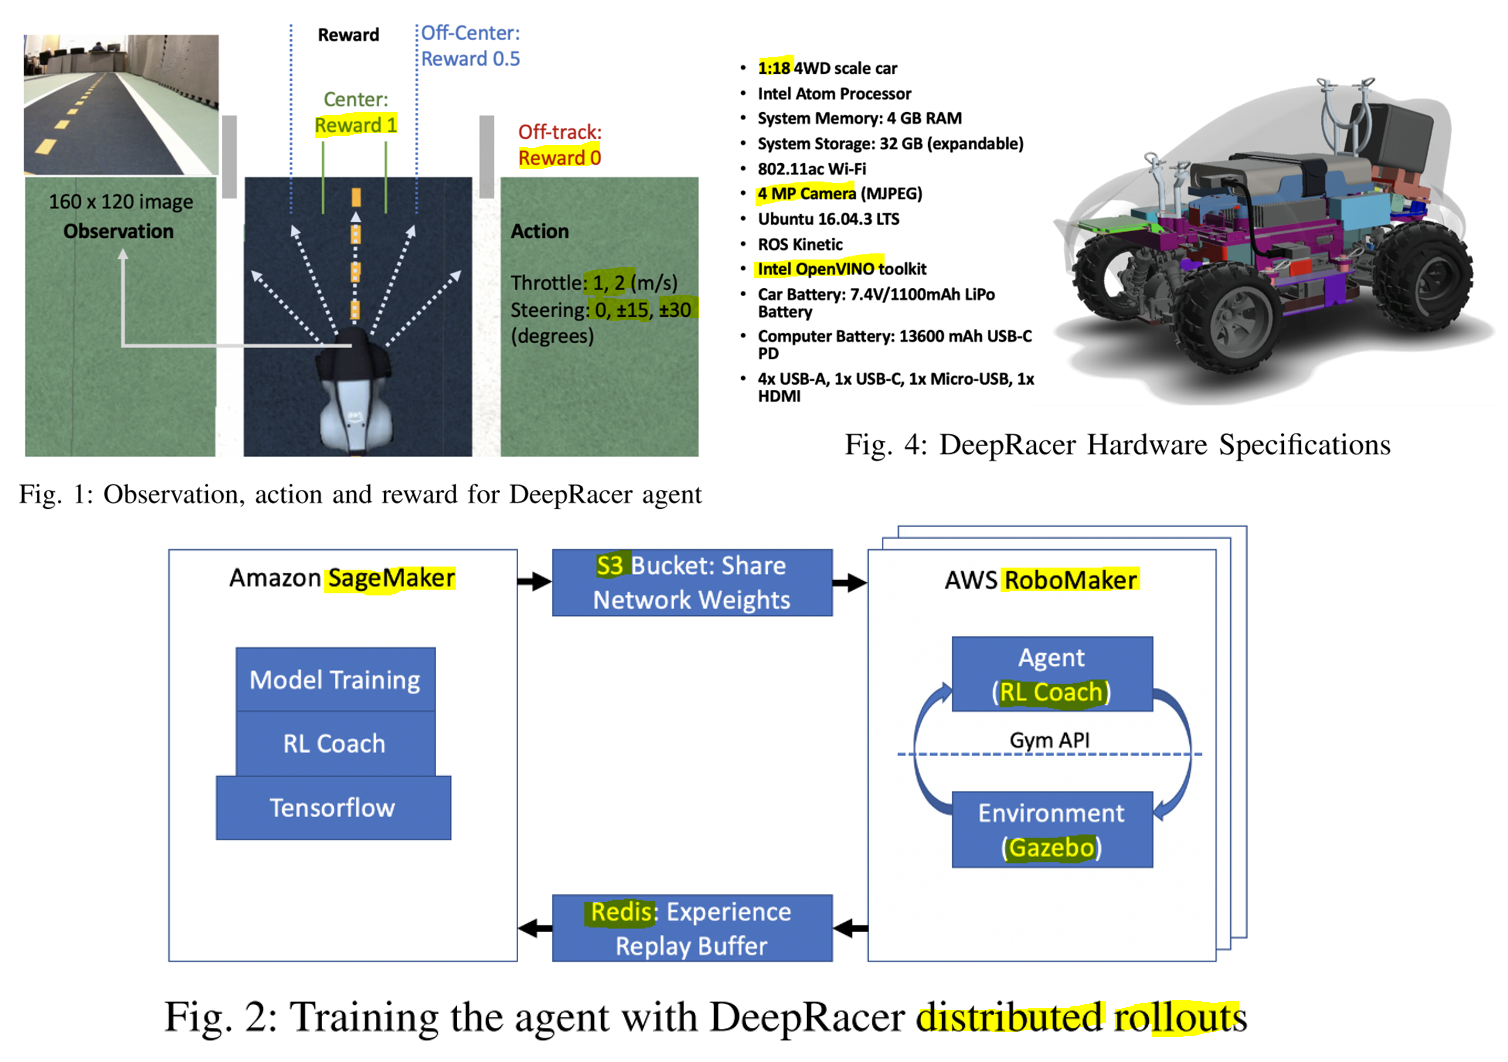 Reward
Off-Center:
Reward 0.5
Center:
Reward 1
Off-track:
Reward 0
160 x 120 image
Observation
Action
Throttle: 1, 2 (m/s)
Steering: 0, ±15, ±30
(degrees)
aws
Fig. 1: Observation, action and reward for DeepRacer agent
• 1:18 4WD scale car
• Intel Atom Processor
• System Memory: 4 GB RAM
• System Storage: 32 GB (expandable)
• 802.11ac Wi-Fi
• 4 MP Camera (MJPEG)
• Ubuntu 16.04.3 LTS
• ROS Kinetic
• Intel OpenVINO toolkit
• Car Battery: 7.4V/1100mAh LiPo
Battery
• Computer Battery: 13600 mAh USB-C
PD
• 4x USB-A, 1x USB-C, 1x Micro-USB, 1x
HDMI
Fig. 4: DeepRacer Hardware Specifications
Amazon SageMaker
Model Training
RL Coach
Tensorflow
S3 Bucket: Share
Network Weights
AWS RoboMaker
Agent
(RL Coach)
Gym API
Environment
(Gazebo)
Redis: Experience
Replay Buffer
Fig. 2: Training the agent with DeepRacer distributed rollouts